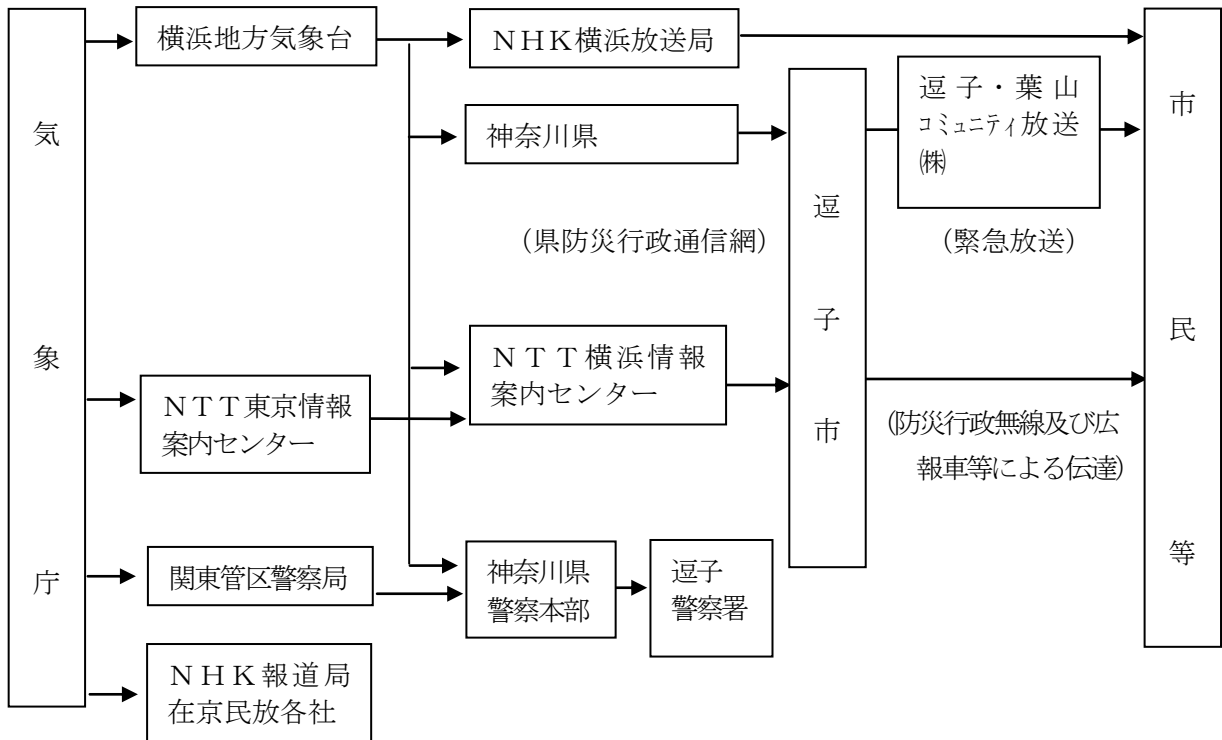 気象庁
横浜地方気象台
ＮＨＫ横浜放送局
神奈川県
逗子・葉山
コミュニティ放送
㈱
市民等
逗子市
（県防災行政通信網）
（緊急放送）
ＮＴＴ東京情報
案内センター
ＮＴＴ横浜情報
案内センター
(防災行政無線及び広
報車等による伝達)
関東管区警察局
神奈川県
警察本部
逗子
警察署
ＮＨＫ報道局
在京民放各社